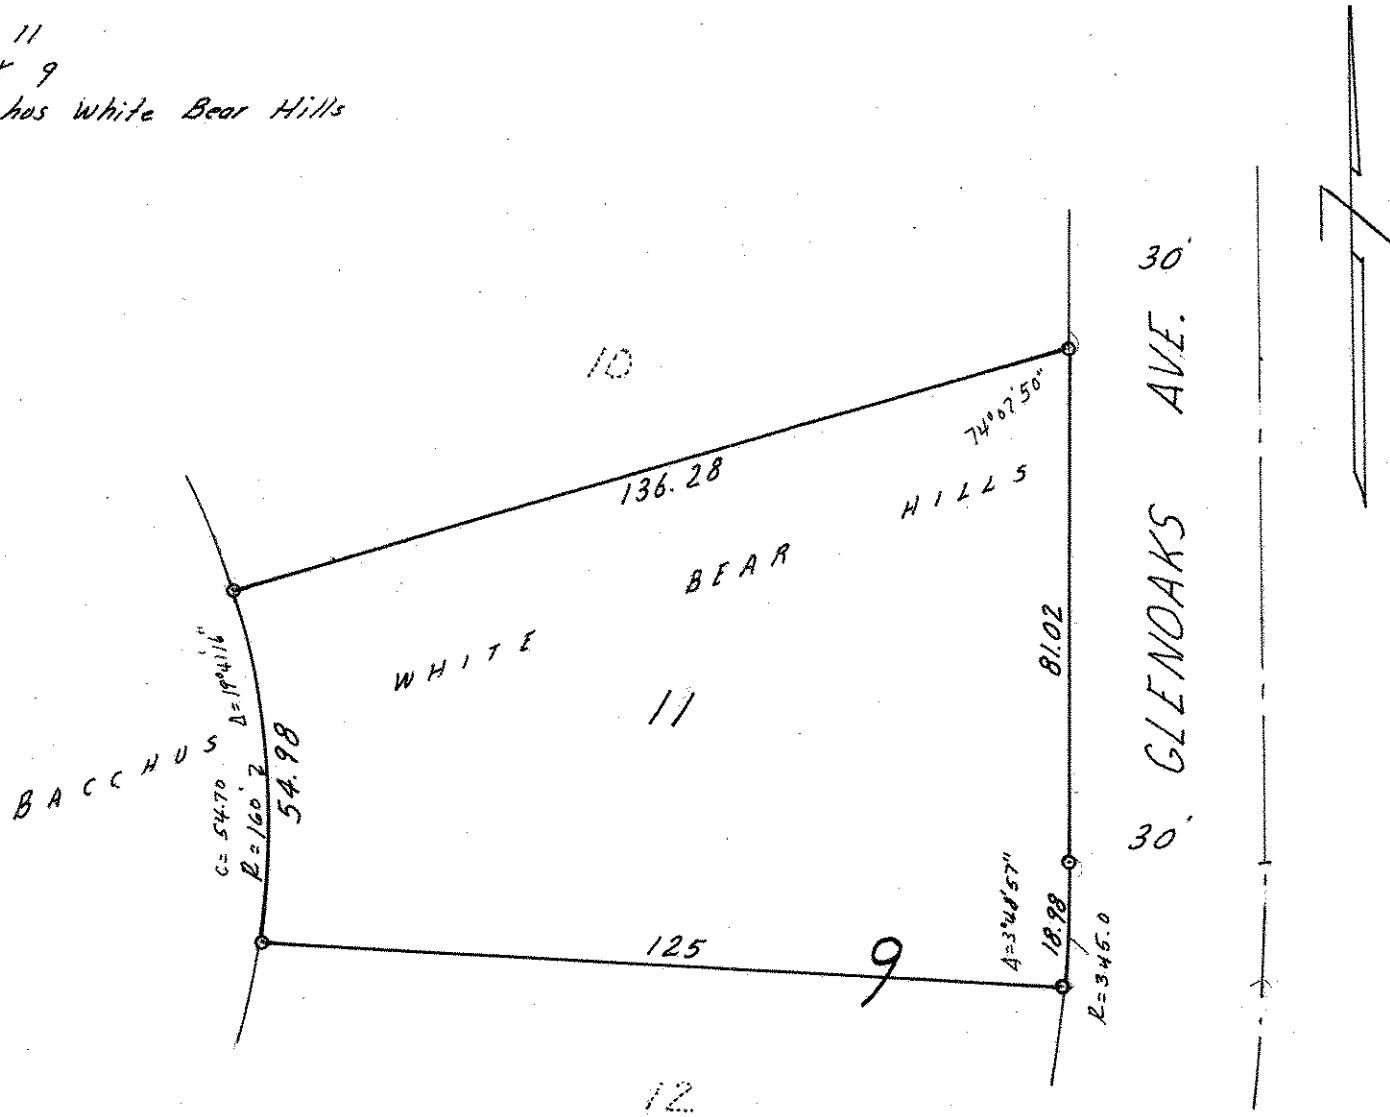 11
9
hus White Bear Hills
30'
10
74°07'50"
136.28
GLENOAKS AVE.
BACCHUS WHITE BEAR HILLS
81.02
11
Δ=19°41'16"
54.98
C=54.70
R=160.2
30'
Δ=3°48'57"
18.98
R=345.0
125
9
12